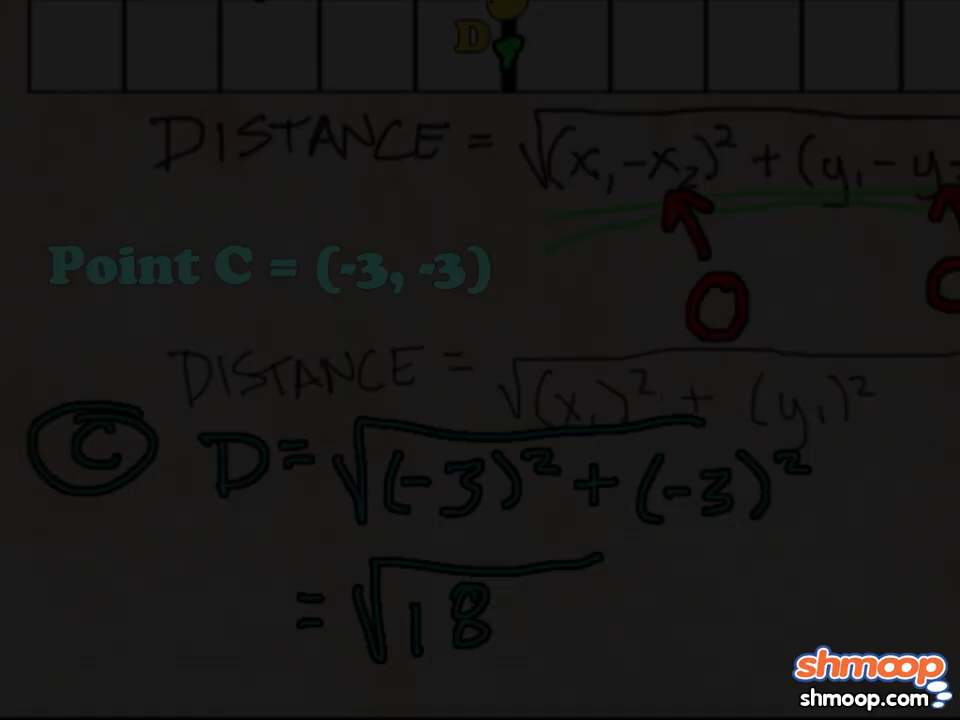 D
DISTANCE = √(x₁ - x₂)² + (y₁ - y
0 0
Point C = (-3, -3)
DISTANCE = √(x₁)² + (y₁)²
C D = √(-3)² + (-3)²
= √18
shmoop
shmoop.com